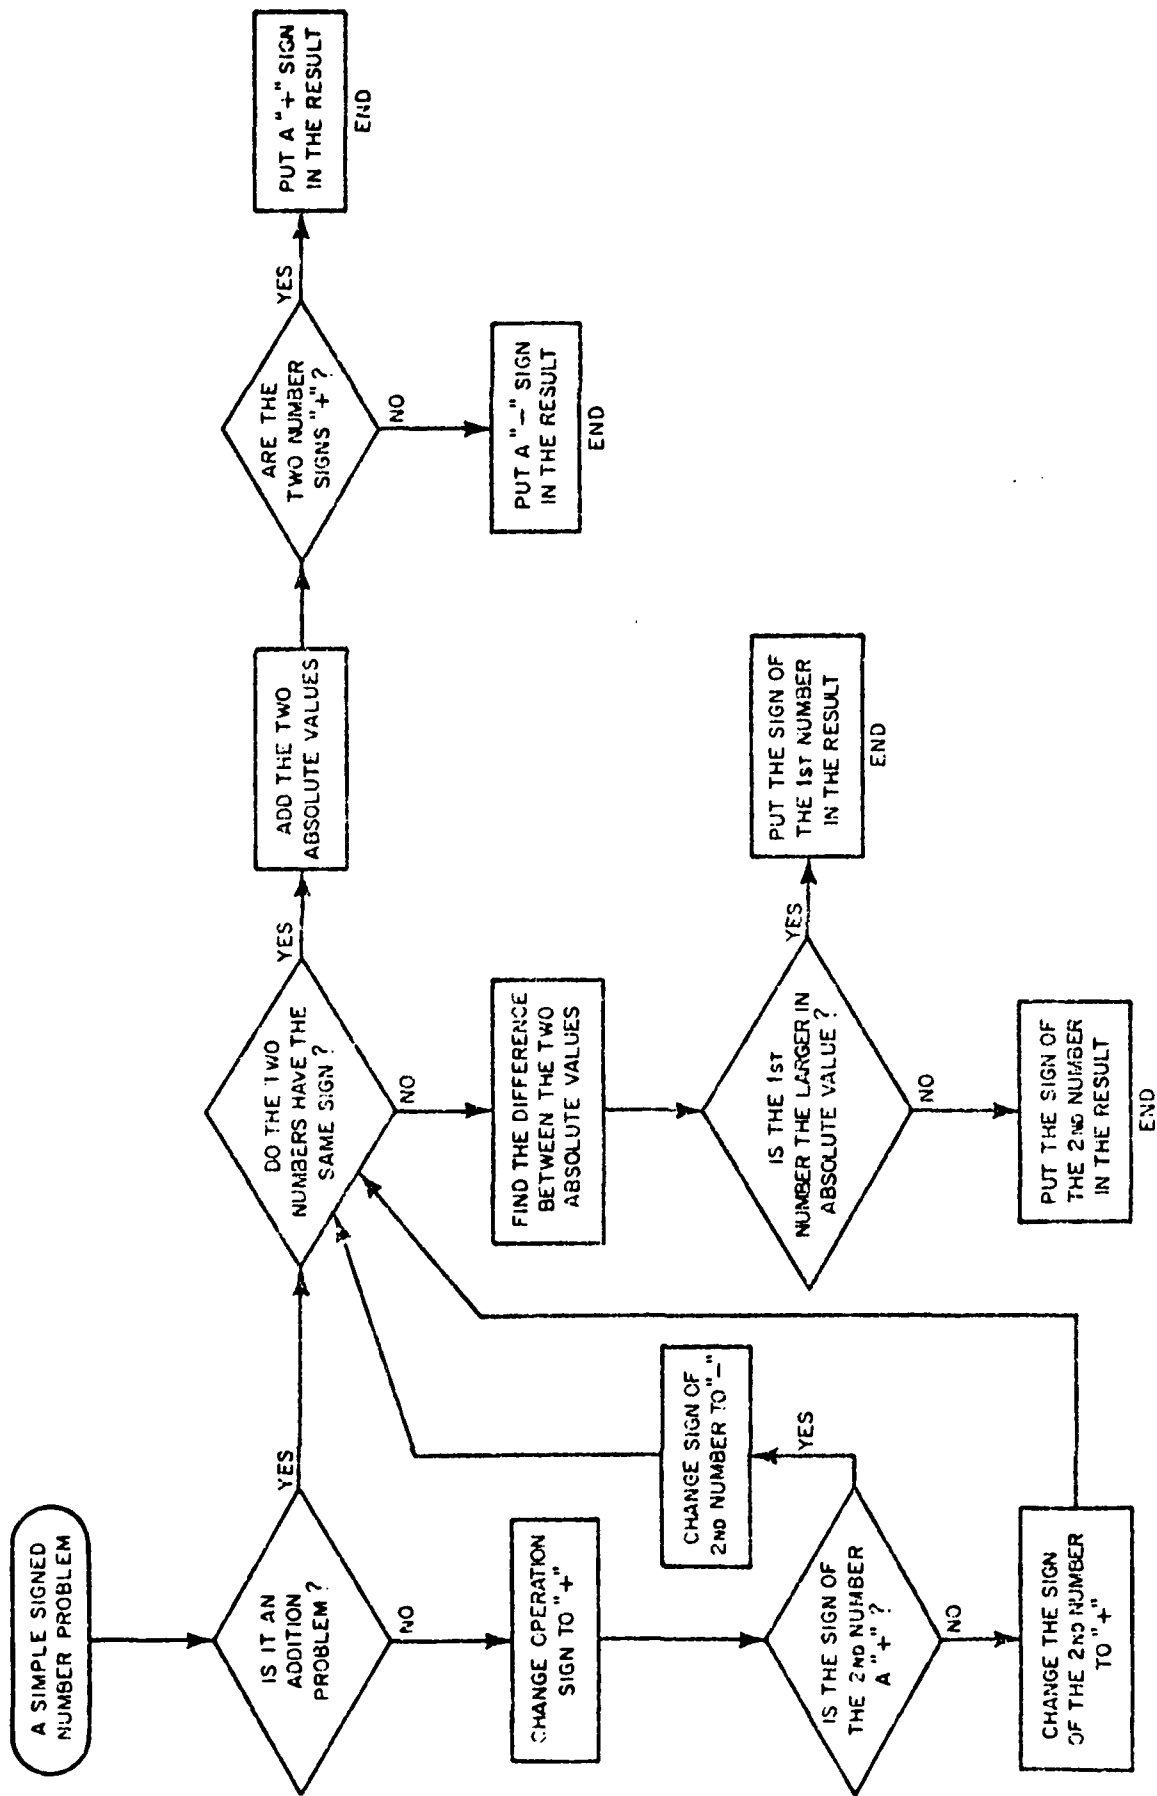 A SIMPLE SIGNED
NUMBER PROBLEM
IS IT AN
ADDITION
PROBLEM?
YES
NO
CHANGE OPERATION
SIGN TO "+"
IS THE SIGN OF
THE 2ND NUMBER
A "+"?
YES
CHANGE SIGN OF
2ND NUMBER TO "-"
NO
CHANGE THE SIGN
OF THE 2ND NUMBER
TO "+"
DO THE TWO
NUMBERS HAVE THE
SAME SIGN?
YES
NO
FIND THE DIFFERENCE
BETWEEN THE TWO
ABSOLUTE VALUES
IS THE 1ST
NUMBER THE LARGER IN
ABSOLUTE VALUE?
YES
PUT THE SIGN OF
THE 1ST NUMBER
IN THE RESULT
END
NO
PUT THE SIGN OF
THE 2ND NUMBER
IN THE RESULT
END
ADD THE TWO
ABSOLUTE VALUES
ARE THE
TWO NUMBER
SIGNS "+"?
YES
PUT A "+" SIGN
IN THE RESULT
END
NO
PUT A "-" SIGN
IN THE RESULT
END